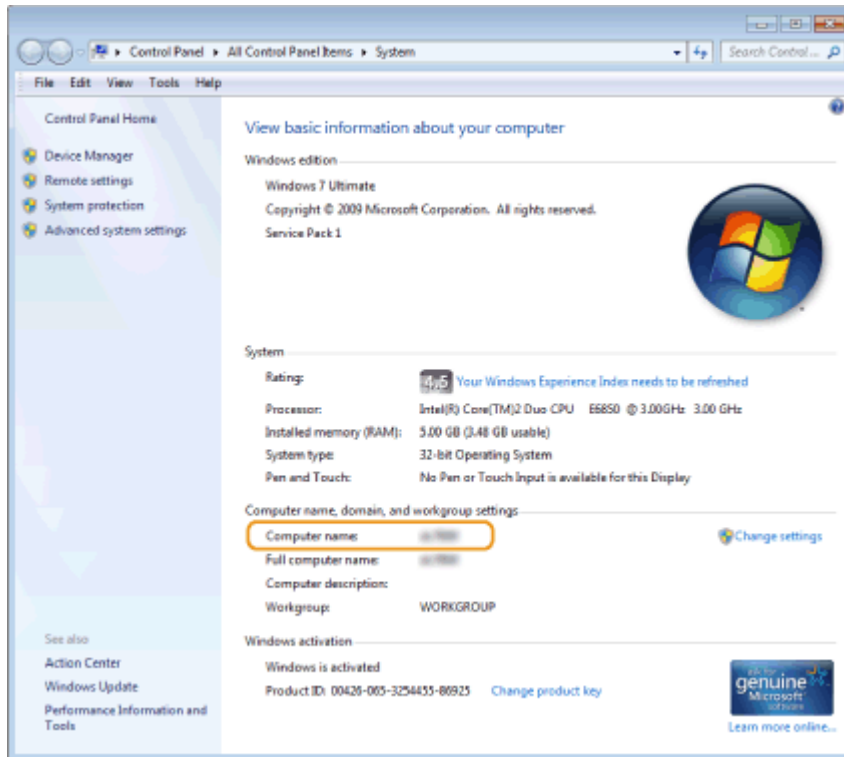 Control Panel ▸ All Control Panel Items ▸ System
Search Control ...
File Edit View Tools Help
Control Panel Home
Device Manager
Remote settings
System protection
Advanced system settings
See also
Action Center
Windows Update
Performance Information and
Tools
View basic information about your computer
Windows edition
Windows 7 Ultimate
Copyright © 2009 Microsoft Corporation. All rights reserved.
Service Pack 1
System
Rating: 4,5 Your Windows Experience Index needs to be refreshed
Processor: Intel(R) Core(TM)2 Duo CPU E6850 @ 3.00GHz 3.00 GHz
Installed memory (RAM): 5.00 GB (3.48 GB usable)
System type: 32-bit Operating System
Pen and Touch: No Pen or Touch Input is available for this Display
Computer name, domain, and workgroup settings
Computer name:
Change settings
Full computer name:
Computer description:
Workgroup: WORKGROUP
Windows activation
Windows is activated
Product ID: 00426-065-3254455-86925 Change product key
genuine
Microsoft
software
Learn more online...